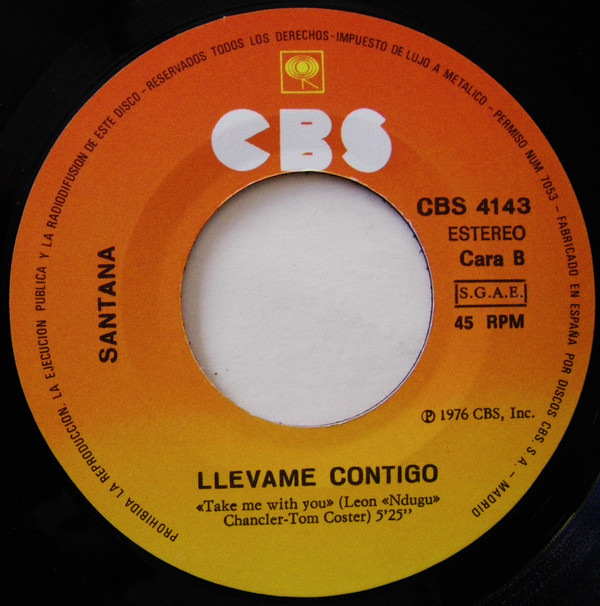 PROHIBIDA LA REPRODUCCION, LA EJECUCION PUBLICA Y LA RADIODIFUSION DE ESTE DISCO - RESERVADOS TODOS LOS DERECHOS - IMPUESTO DE LUJO A METALICO - PERMISO NUM. 7053 - FABRICADO EN ESPAÑA POR DISCOS CBS. S. A. - MADRID
CBS
CBS 4143
ESTEREO
Cara B
S.G.A.E.
45 RPM
SANTANA
℗ 1976 CBS, Inc.
LLEVAME CONTIGO
«Take me with you» (Leon «Ndugu»
Chancler-Tom Coster) 5'25''